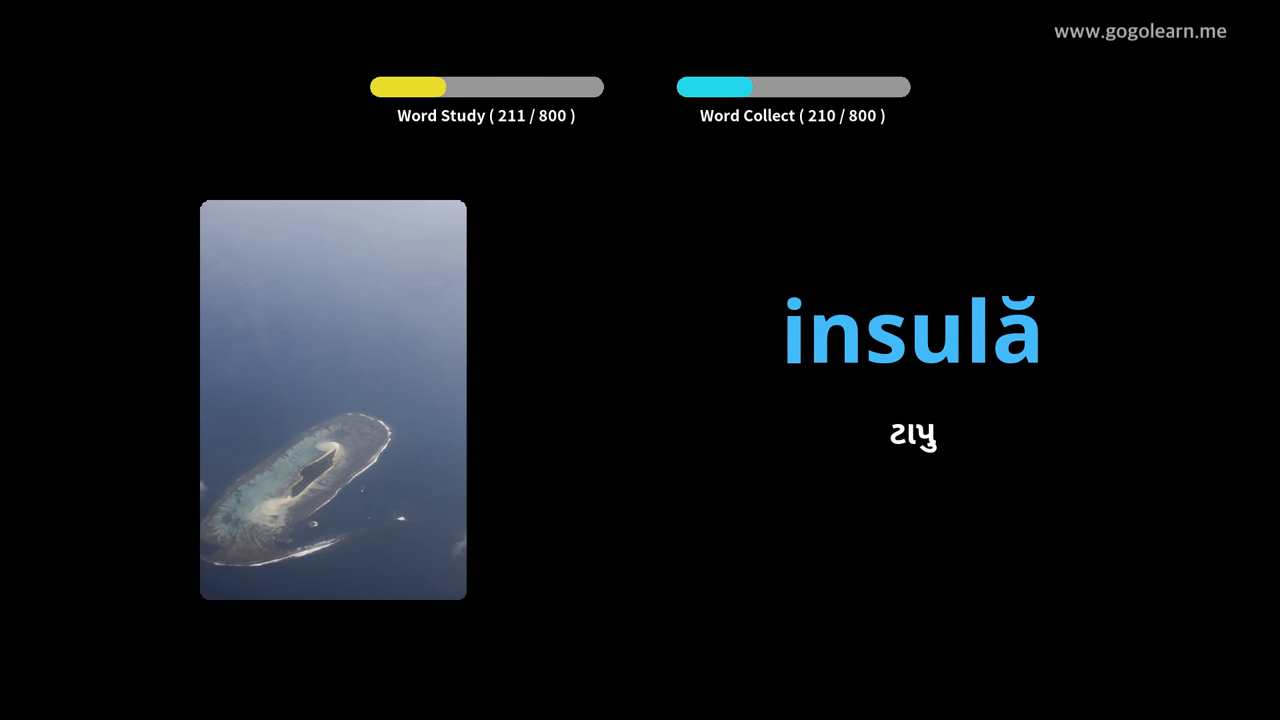 www.gogolearn.me
Word Study ( 211 / 800 )
Word Collect ( 210 / 800 )
insulă
ટાપુ